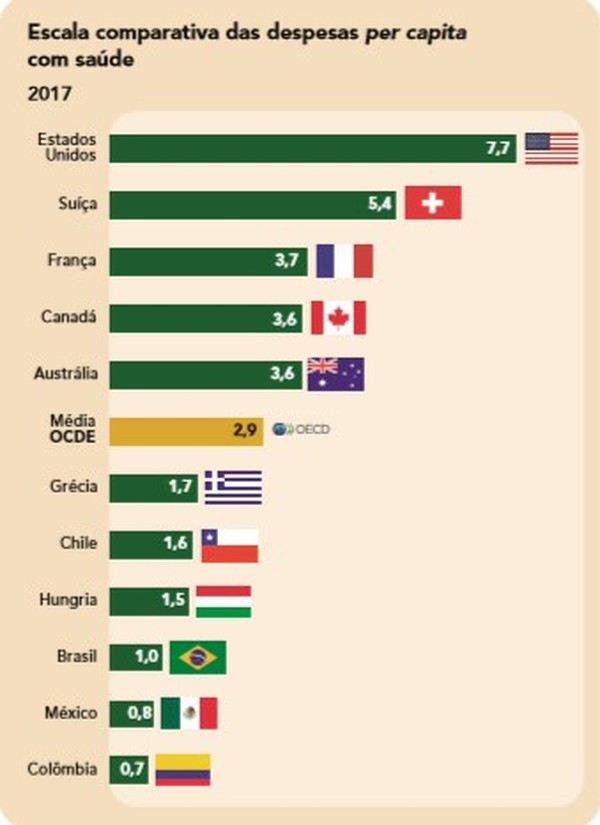 Escala comparativa das despesas per capita
com saúde
2017
Estados
Unidos
7,7
Suíça
5,4
França
3,7
Canadá
3,6
Austrália
3,6
Média
OCDE
2,9
OECD
Grécia
1,7
Chile
1,6
Hungria
1,5
Brasil
1,0
México
0,8
Colômbia
0,7